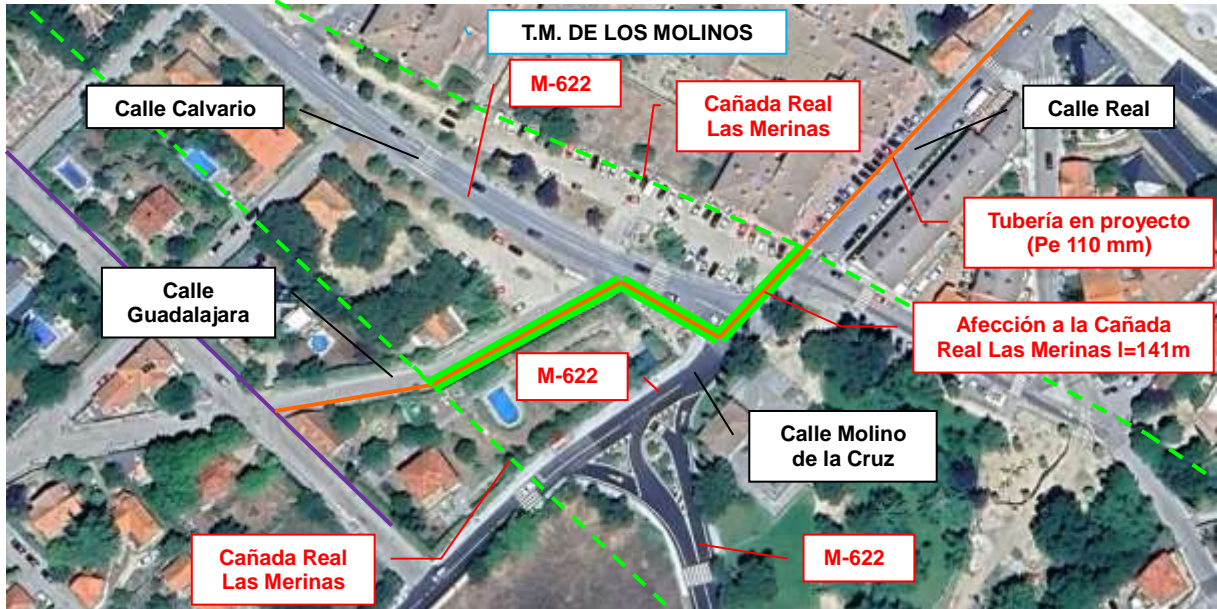 T.M. DE LOS MOLINOS
M-622
Calle Calvario
Cañada Real
Las Merinas
Calle Real
Tubería en proyecto
(Pe 110 mm)
Calle
Guadalajara
Afección a la Cañada
Real Las Merinas l=141m
M-622
Calle Molino
de la Cruz
Cañada Real
Las Merinas
M-622